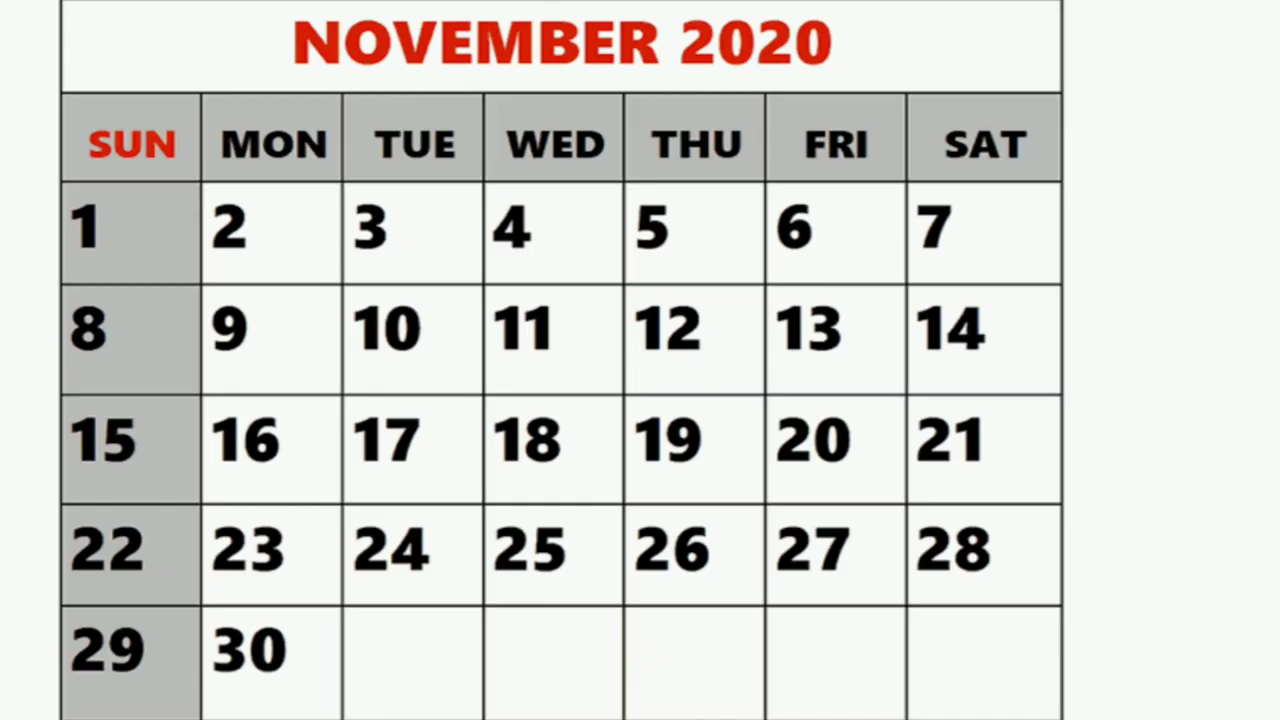 NOVEMBER 2020
SUN MON TUE WED THU FRI SAT
1 2 3 4 5 6 7
8 9 10 11 12 13 14
15 16 17 18 19 20 21
22 23 24 25 26 27 28
29 30